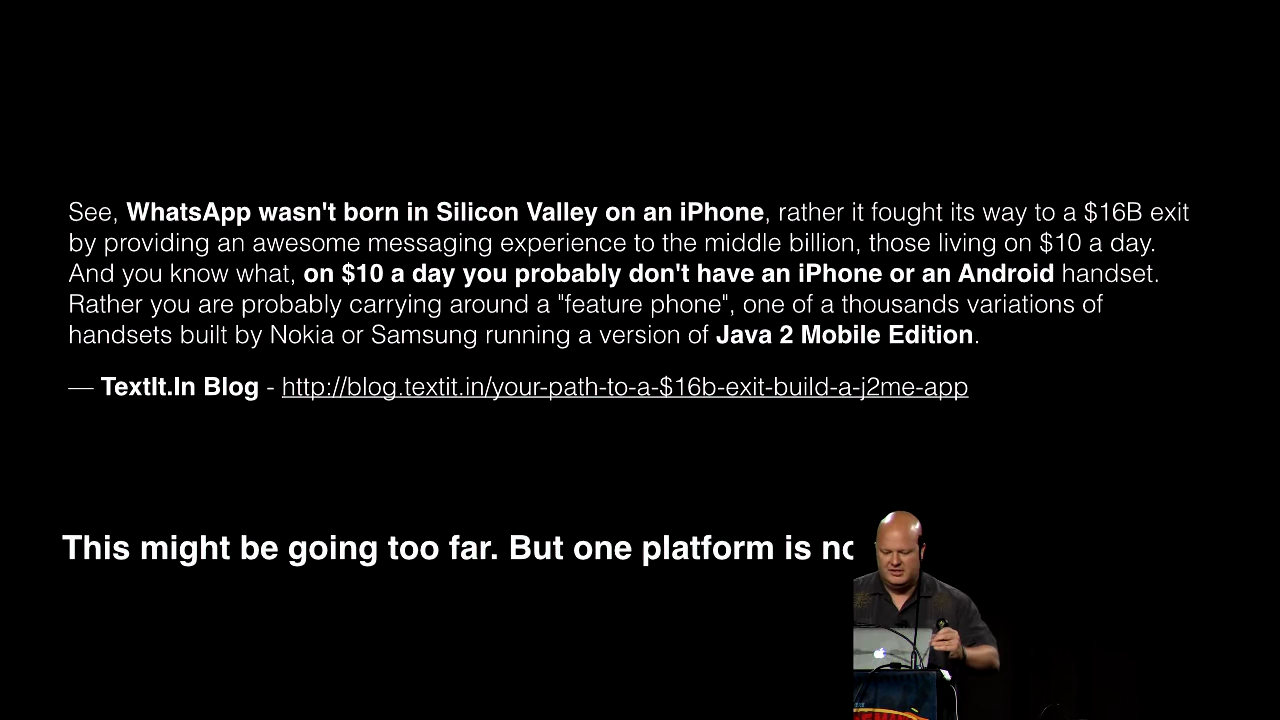 See, WhatsApp wasn't born in Silicon Valley on an iPhone, rather it fought its way to a $16B exit
by providing an awesome messaging experience to the middle billion, those living on $10 a day.
And you know what, on $10 a day you probably don't have an iPhone or an Android handset.
Rather you are probably carrying around a "feature phone", one of a thousands variations of
handsets built by Nokia or Samsung running a version of Java 2 Mobile Edition.
— TextIt.In Blog - http://blog.textit.in/your-path-to-a-$16b-exit-build-a-j2me-app
This might be going too far. But one platform is